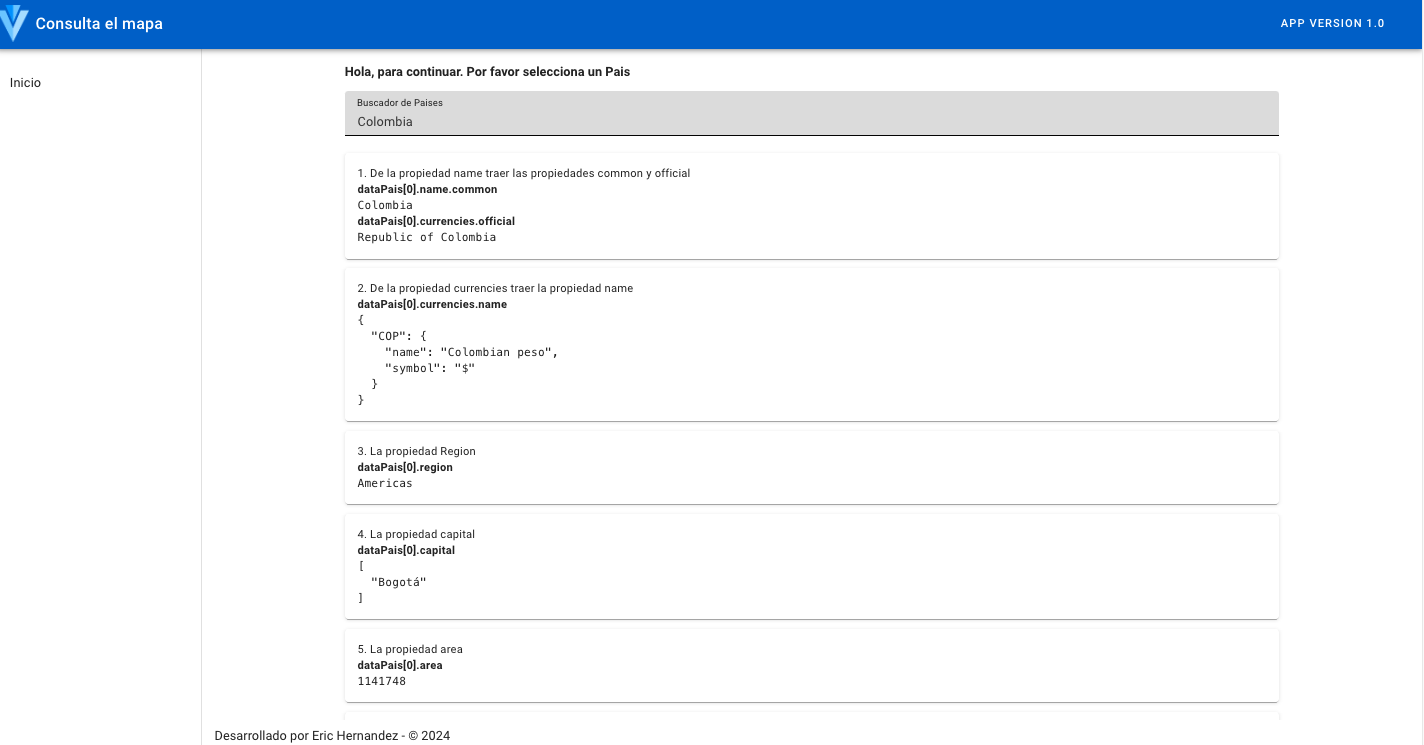 Consulta el mapa
APP VERSION 1.0
Inicio
Hola, para continuar. Por favor selecciona un Pais
Buscador de Paises
Colombia
1. De la propiedad name traer las propiedades common y official
dataPais[0].name.common
Colombia
dataPais[0].currencies.official
Republic of Colombia
2. De la propiedad currencies traer la propiedad name
dataPais[0].currencies.name
{
  "COP": {
    "name": "Colombian peso",
    "symbol": "$"
  }
}
3. La propiedad Region
dataPais[0].region
Americas
4. La propiedad capital
dataPais[0].capital
[
  "Bogotá"
]
5. La propiedad area
dataPais[0].area
1141748
Desarrollado por Eric Hernandez - © 2024